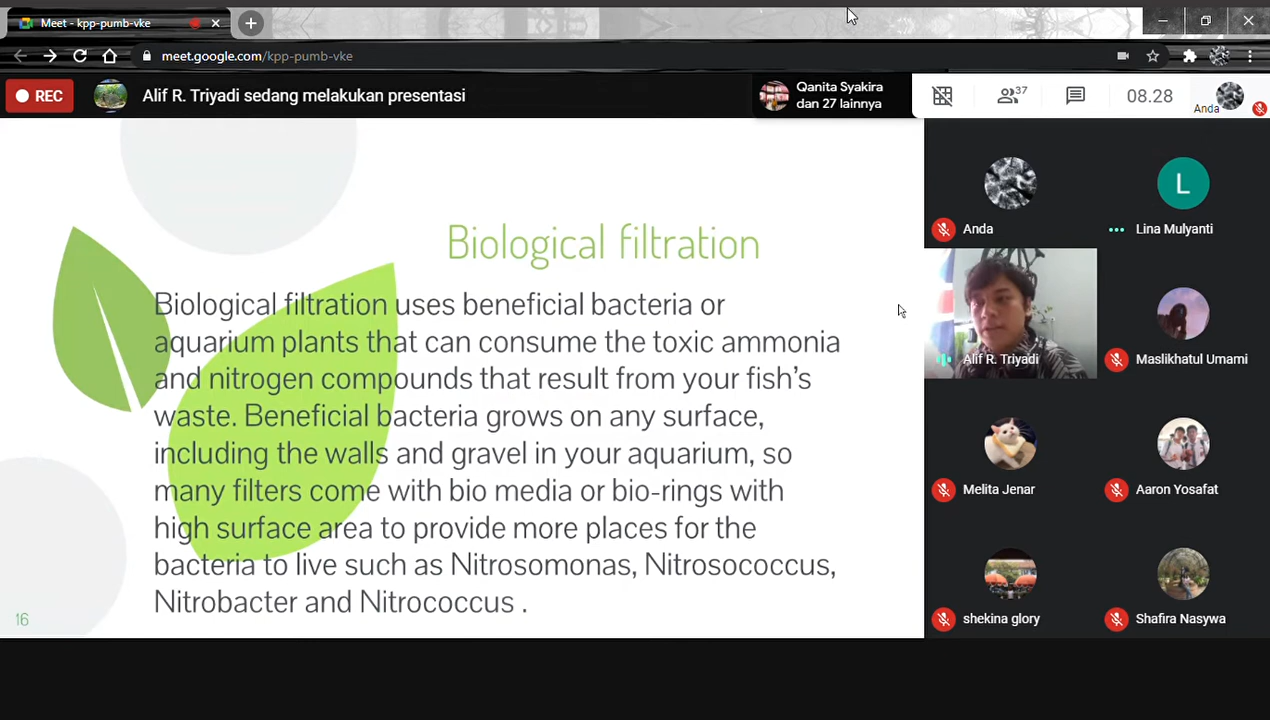 Meet - kpp-pumb-vke
meet.google.com/kpp-pumb-vke
REC
Alif R. Triyadi sedang melakukan presentasi
Qanita Syakira
dan 27 lainnya
37
08.28
Anda
Biological filtration
Biological filtration uses beneficial bacteria or
aquarium plants that can consume the toxic ammonia
and nitrogen compounds that result from your fish's
waste. Beneficial bacteria grows on any surface,
including the walls and gravel in your aquarium, so
many filters come with bio media or bio-rings with
high surface area to provide more places for the
bacteria to live such as Nitrosomonas, Nitrosococcus,
Nitrobacter and Nitrococcus .
16
Anda
L
Lina Mulyanti
Alif R. Triyadi
Maslikhatul Umami
Melita Jenar
Aaron Yosafat
shekina glory
Shafira Nasywa